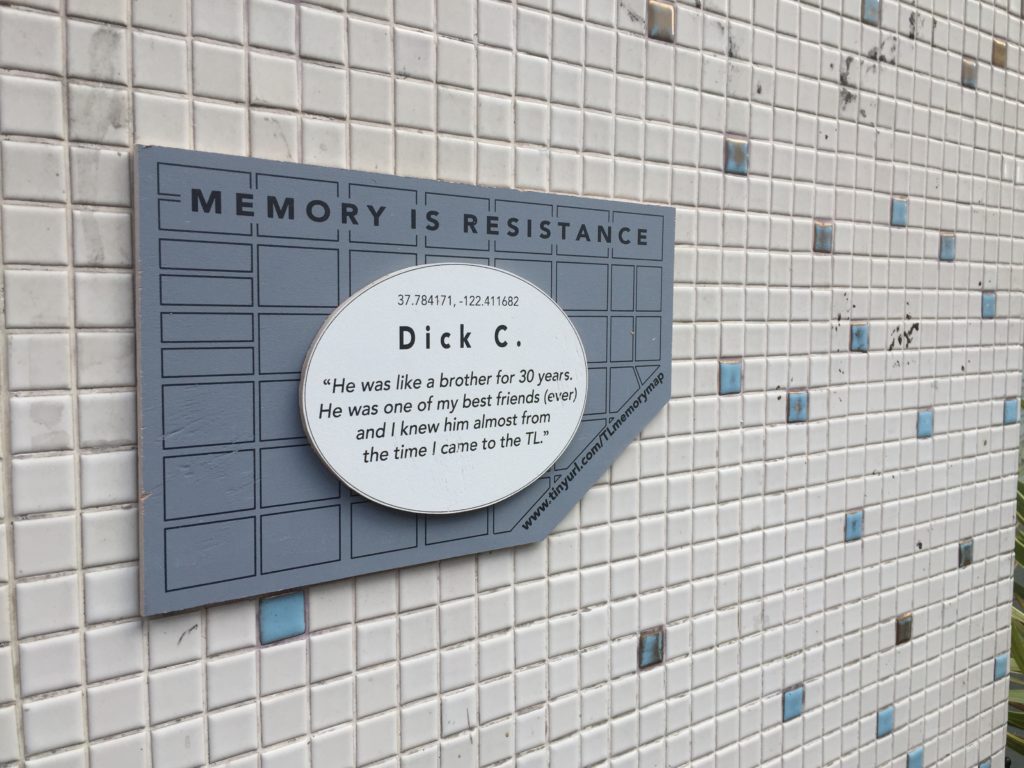 MEMORY IS RESISTANCE
37.784171, -122.411682
Dick C.
“He was like a brother for 30 years.
He was one of my best friends (ever)
and I knew him almost from
the time I came to the TL.”
www.tinyurl.com/TLmemorymap